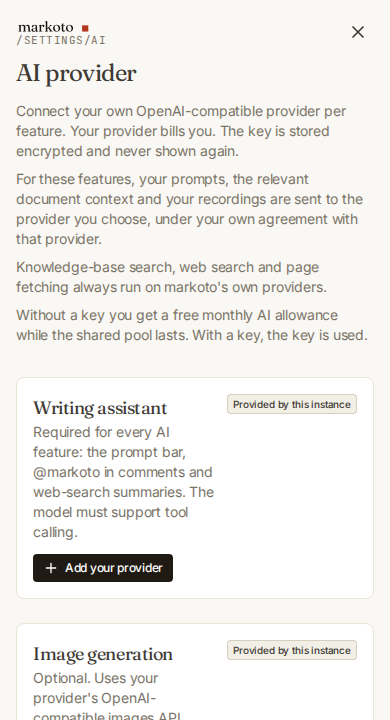 markoto
/SETTINGS/AI
AI provider
Connect your own OpenAI-compatible provider per
feature. Your provider bills you. The key is stored
encrypted and never shown again.
For these features, your prompts, the relevant
document context and your recordings are sent to the
provider you choose, under your own agreement with
that provider.
Knowledge-base search, web search and page
fetching always run on markoto's own providers.
Without a key you get a free monthly AI allowance
while the shared pool lasts. With a key, the key is used.
Writing assistant
Provided by this instance
Required for every AI
feature: the prompt bar,
@markoto in comments and
web-search summaries. The
model must support tool
calling.
Add your provider
Image generation
Provided by this instance
Optional. Uses your
provider's OpenAI-
compatible images API